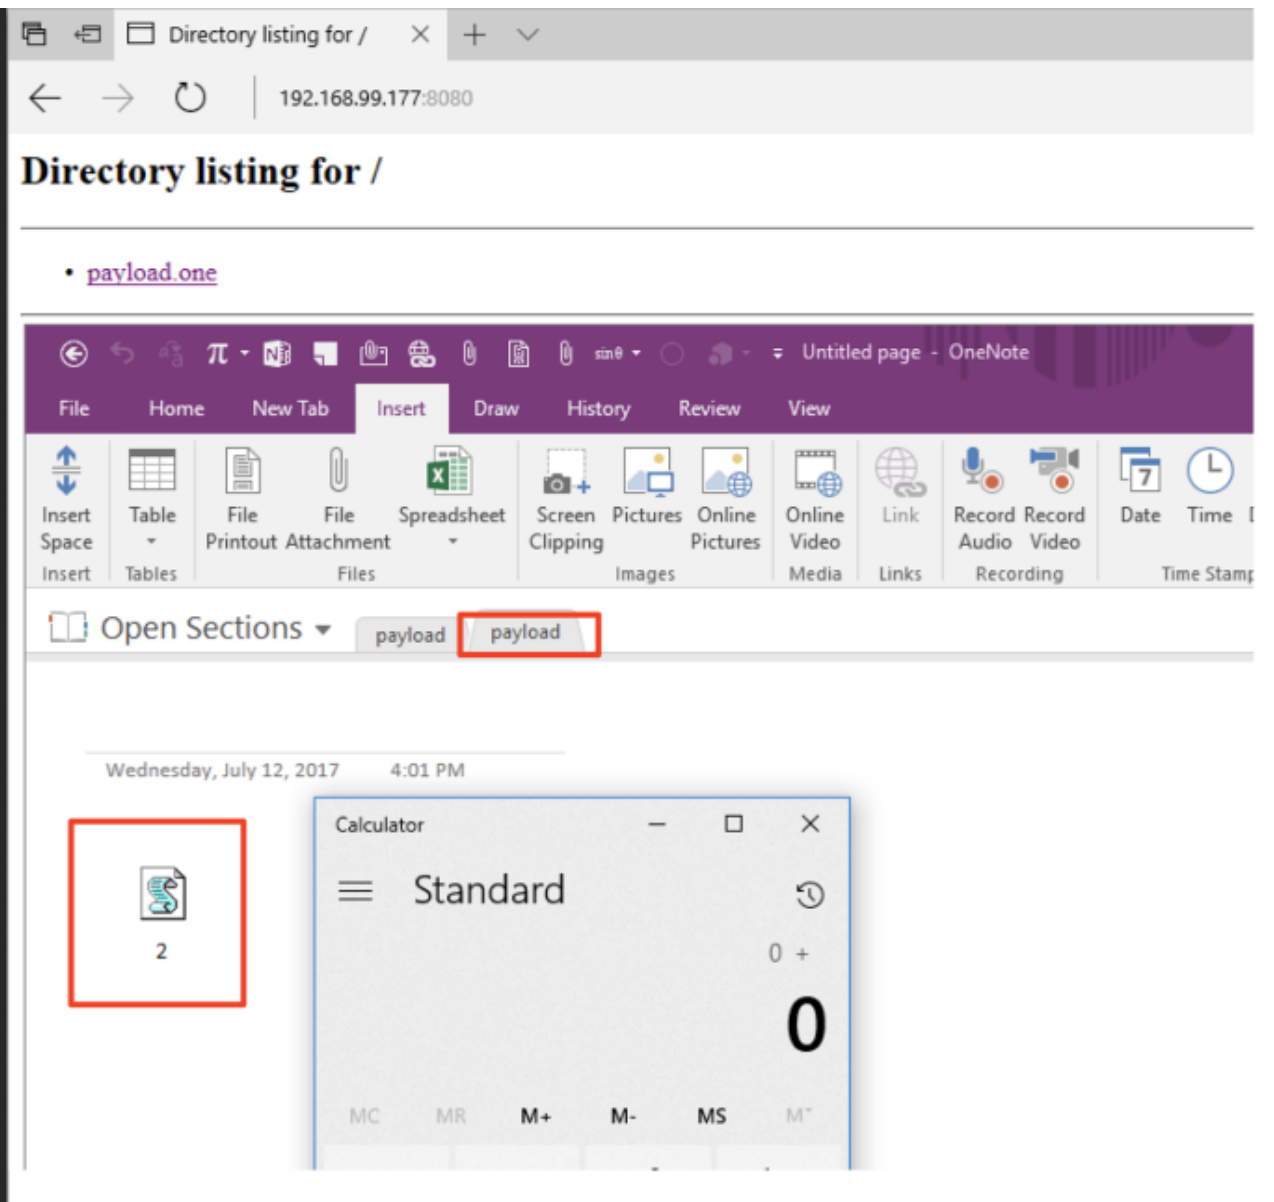 Directory listing for /
192.168.99.177:8080
Directory listing for /
• payload.one
π sinθ Untitled page - OneNote
File Home New Tab Insert Draw History Review View
Insert Space Table File Printout File Attachment Spreadsheet Screen Clipping Pictures Online Pictures Online Video Link Record Audio Record Video Date Time
Insert Tables Files Images Media Links Recording Time Stamp
Open Sections payload payload
Wednesday, July 12, 2017 4:01 PM
2
Calculator
Standard
0 +
0
MC MR M+ M- MS M˅